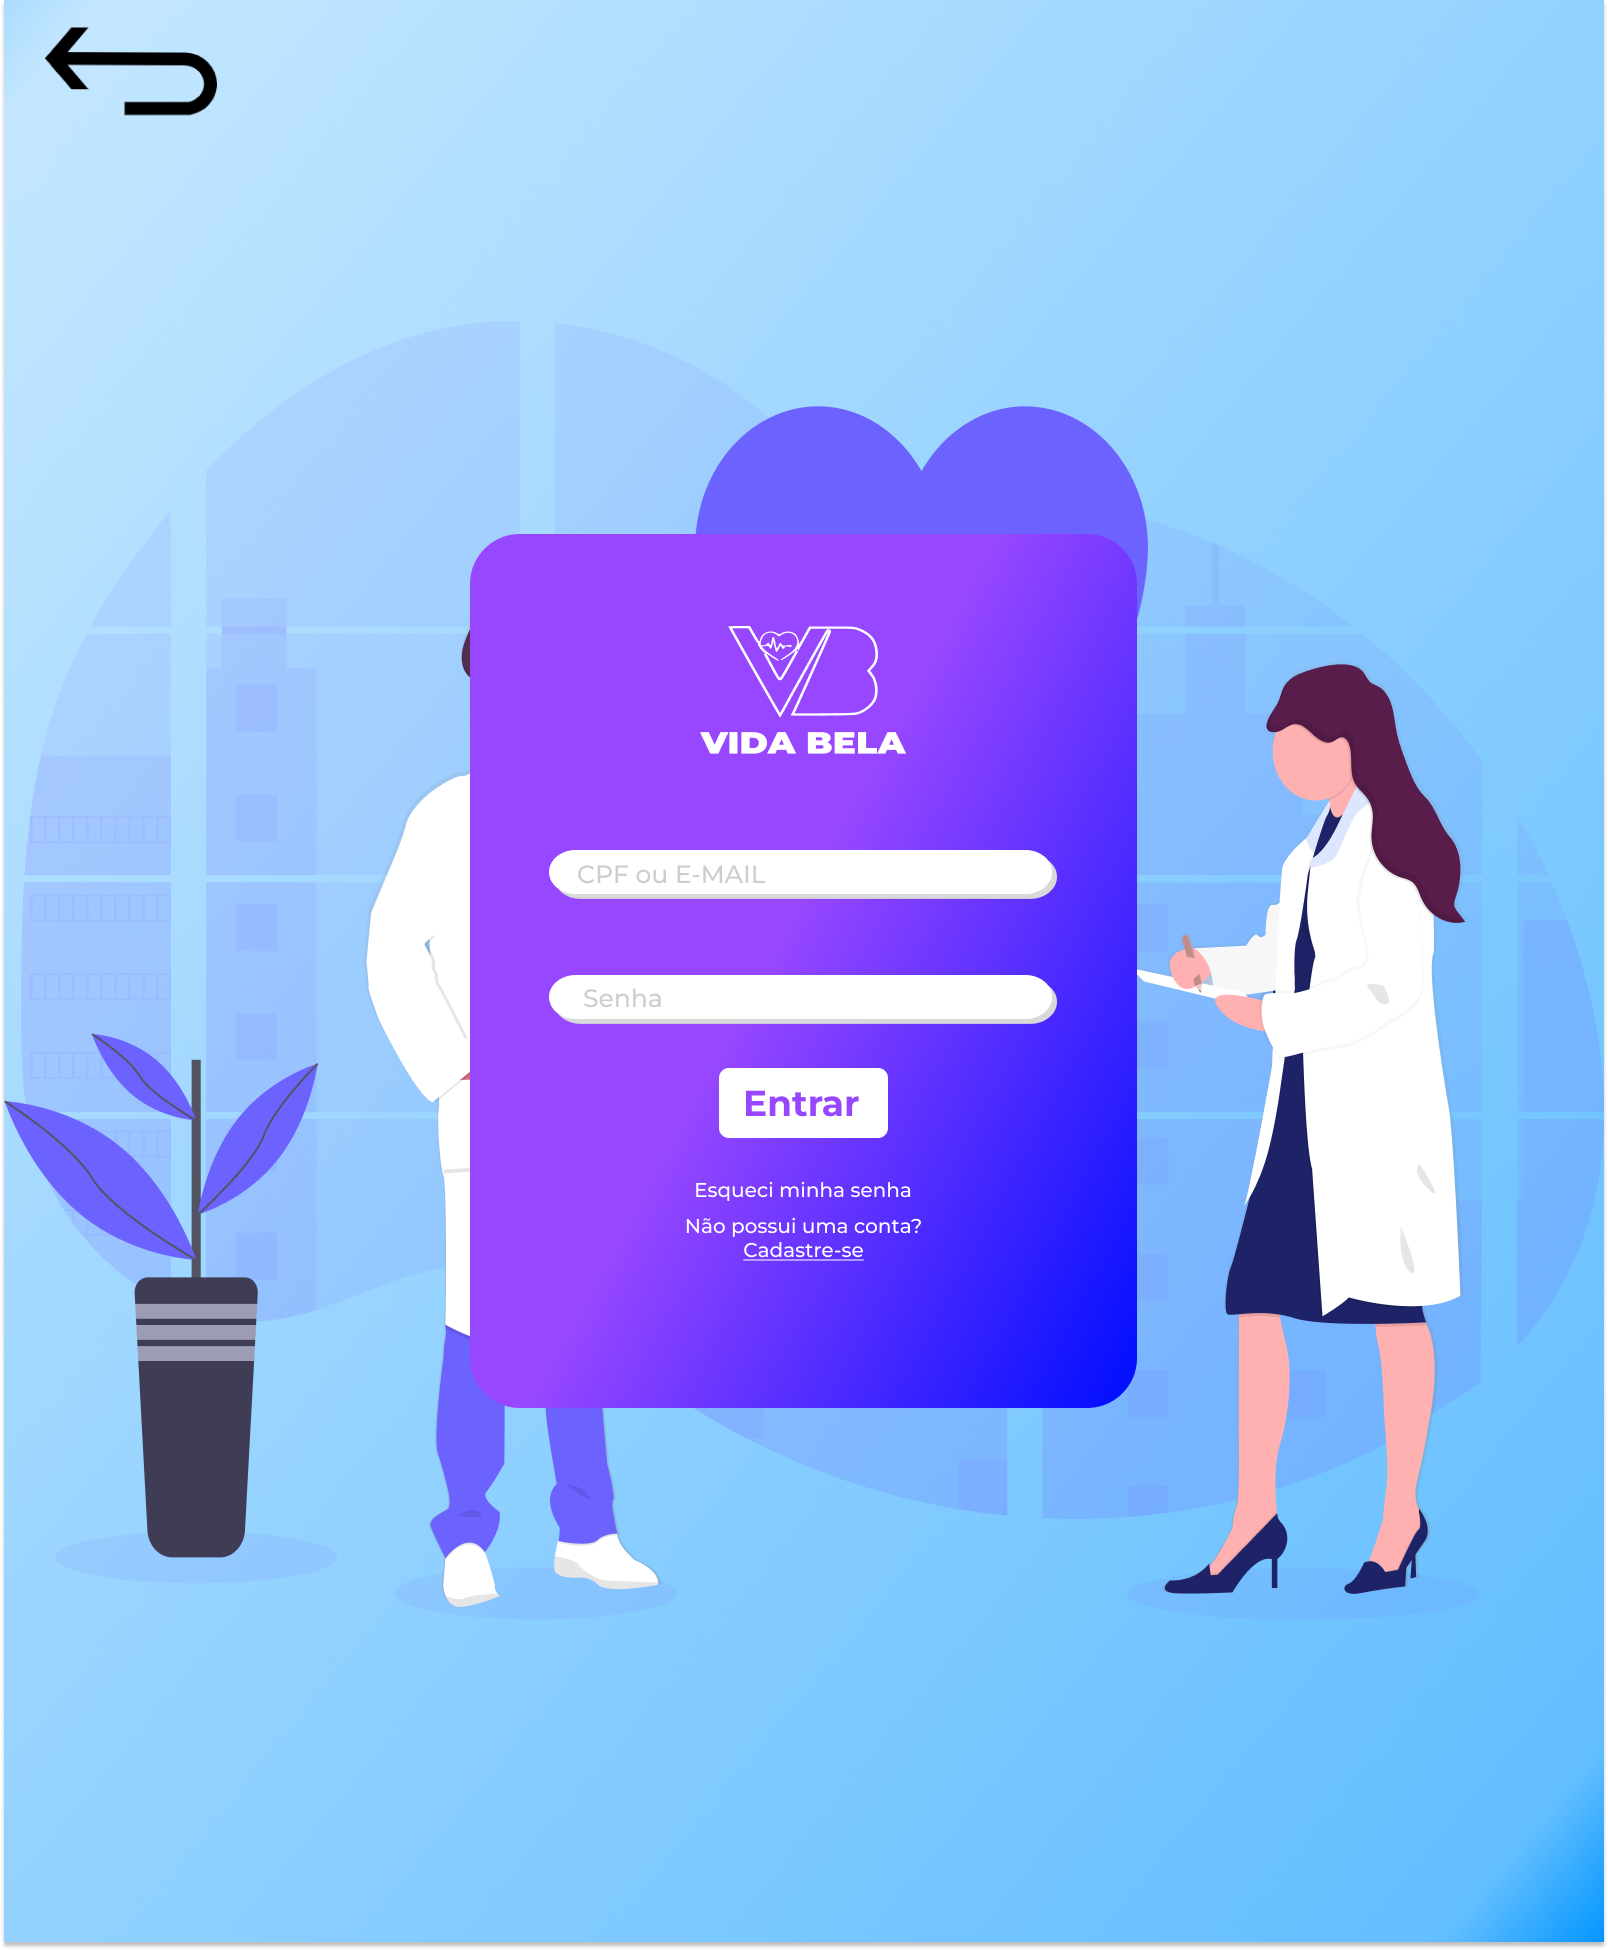 VB
VIDA BELA
CPF ou E-MAIL
Senha
Entrar
Esqueci minha senha
Não possui uma conta?
Cadastre-se